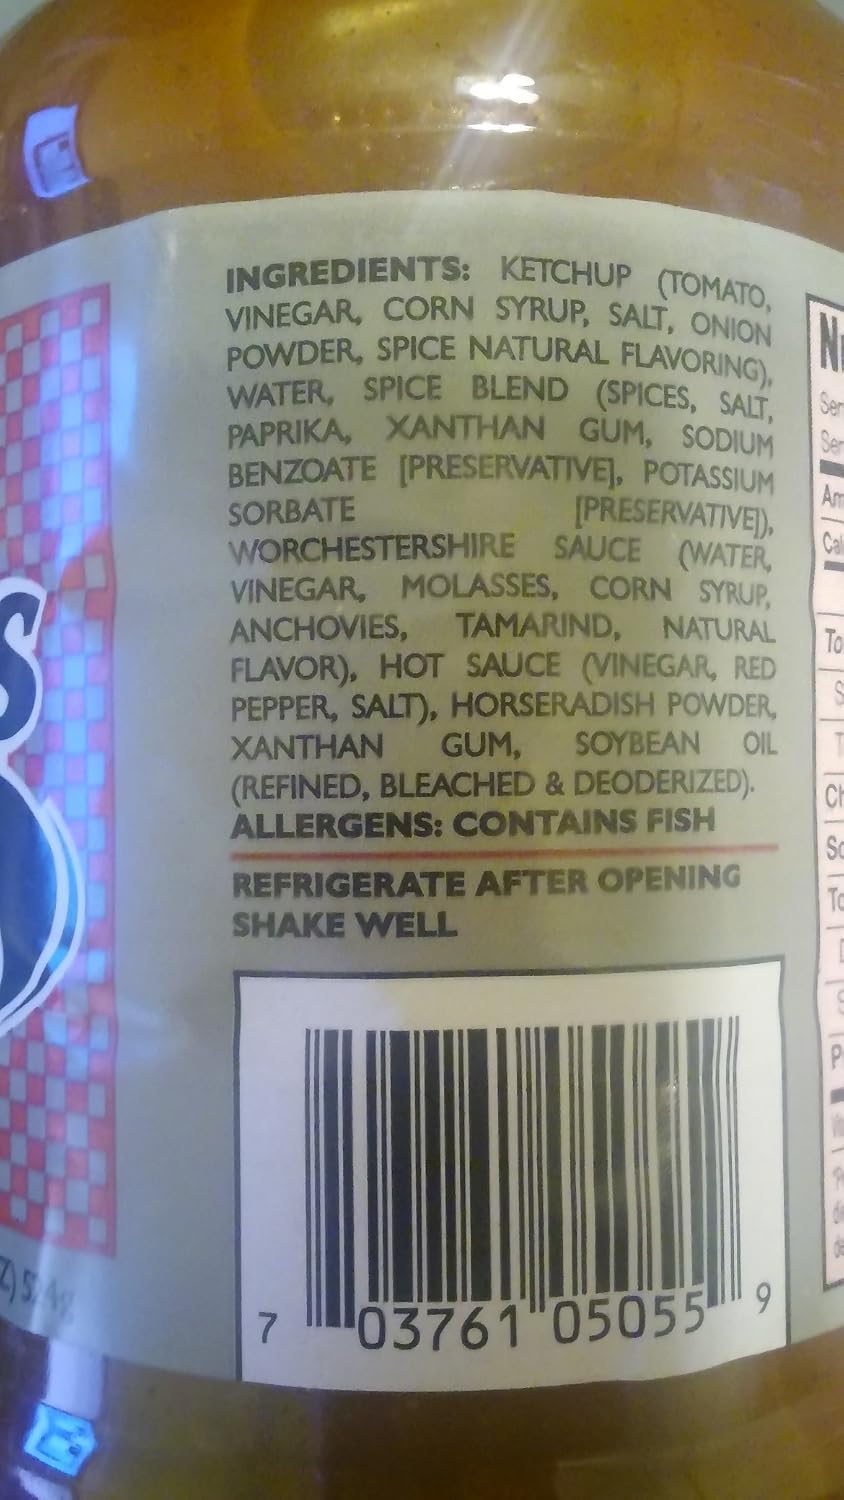 INGREDIENTS: KETCHUP (TOMATO,
VINEGAR, CORN SYRUP, SALT, ONION
POWDER, SPICE NATURAL FLAVORING),
WATER, SPICE BLEND (SPICES, SALT,
PAPRIKA, XANTHAN GUM, SODIUM
BENZOATE [PRESERVATIVE], POTASSIUM
SORBATE [PRESERVATIVE]),
WORCHESTERSHIRE SAUCE (WATER,
VINEGAR, MOLASSES, CORN SYRUP,
ANCHOVIES, TAMARIND, NATURAL
FLAVOR), HOT SAUCE (VINEGAR, RED
PEPPER, SALT), HORSERADISH POWDER,
XANTHAN GUM, SOYBEAN OIL
(REFINED, BLEACHED & DEODERIZED).
ALLERGENS: CONTAINS FISH
REFRIGERATE AFTER OPENING
SHAKE WELL
7 03761 05055 9